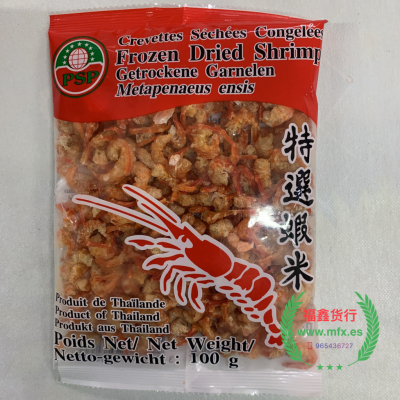 PSP
Crevettes Séchées Congelées
Frozen Dried Shrimp
Getrockene Garnelen
Metapenaeus ensis
特選蝦米
Produit de Thaïlande
Product of Thailand
Produkt aus Thailand
Poids Net/ Net Weight/
Netto-gewicht : 100 g
福鑫货行
www.mfx.es
965436727